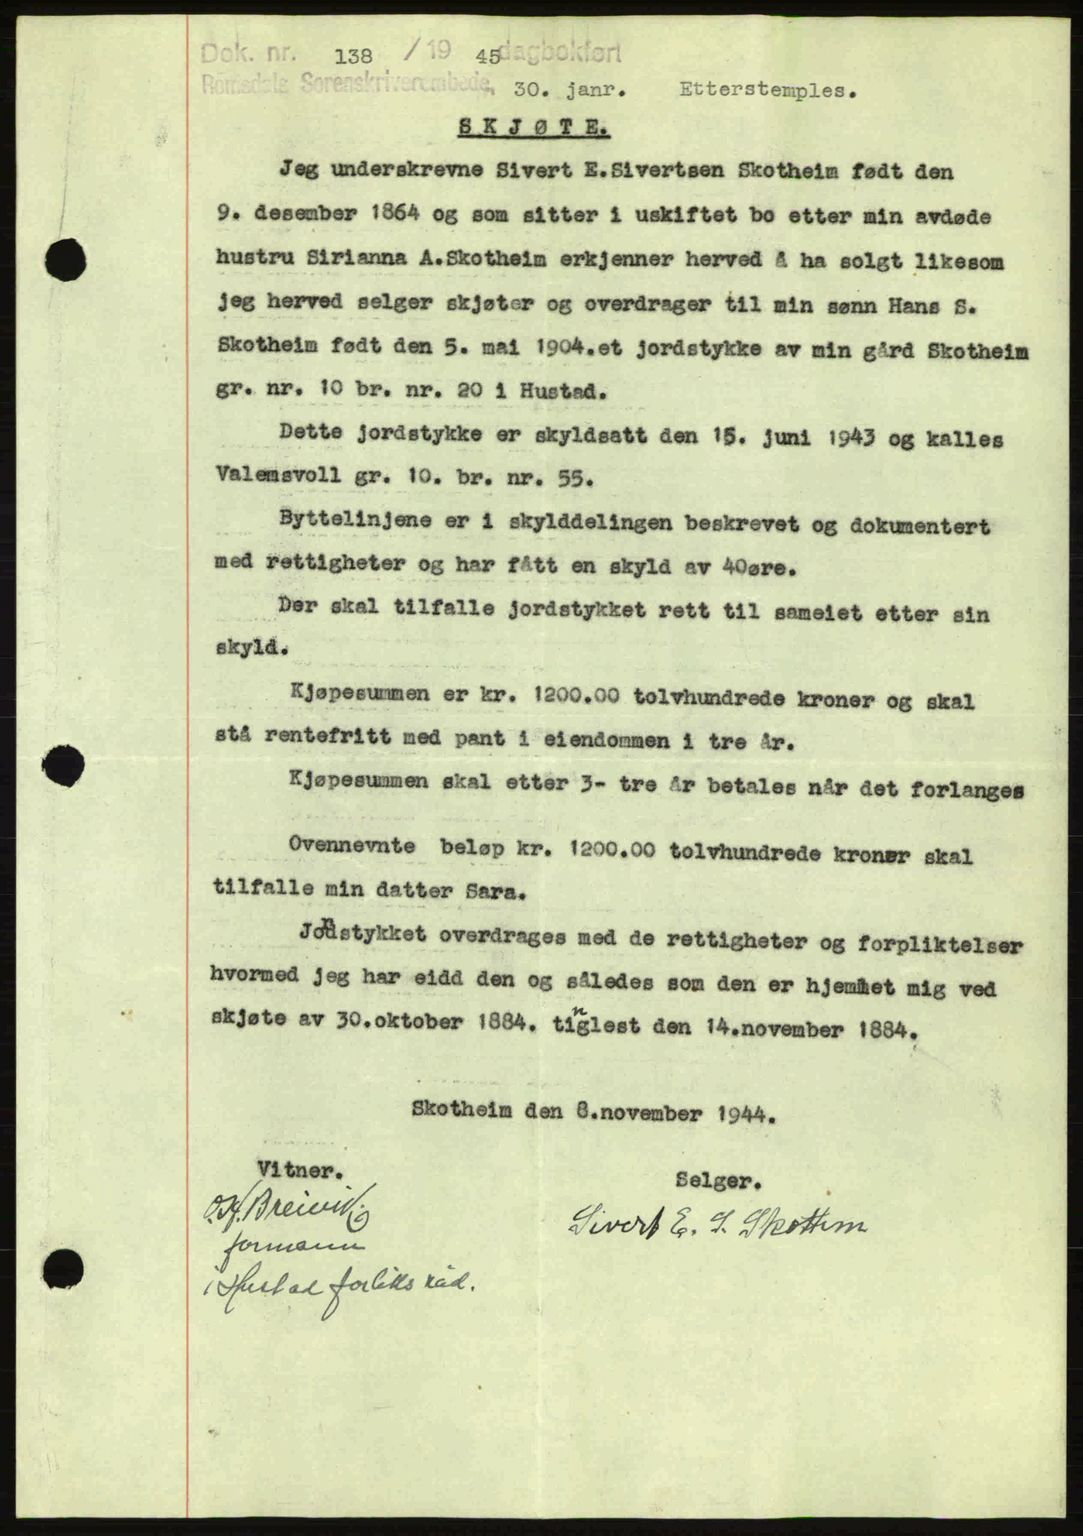 Dok. nr. 138 /19 45 dagbokført
Romsdals Sorenskriverembede, 30. janr. Etterstemples.
S K J Ø T E.
Jeg underskrevne Sivert E.Sivertsen Skotheim født den
9. desember 1864 og som sitter i uskiftet bo etter min avdøde
hustru Sirianna A.Skotheim erkjenner herved å ha solgt likesom
jeg herved selger skjøter og overdrager til min sønn Hans S.
Skotheim født den 5. mai 1904.et jordstykke av min gård Skotheim
gr. nr. 10 br. nr. 20 i Hustad.
Dette jordstykke er skyldsatt den 15. juni 1943 og kalles
Valemsvoll gr. 10. br. nr. 55.
Byttelinjene er i skylddelingen beskrevet og dokumentert
med rettigheter og har fått en skyld av 40øre.
Der skal tilfalle jordstykket rett til sameiet etter sin
skyld.
Kjøpesummen er kr. 1200.00 tolvhundrede kroner og skal
stå rentefritt med pant i eiendommen i tre år.
Kjøpesummen skal etter 3- tre år betales når det forlanges
Ovennevnte beløp kr. 1200.00 tolvhundrede kroner skal
tilfalle min datter Sara.
Jordstykket overdrages med de rettigheter og forpliktelser
hvormed jeg har eidd den og således som den er hjemlet mig ved
skjøte av 30.oktober 1884. tinglest den 14.november 1884.
Skotheim den 8.november 1944.
Vitner.
Selger.
O. H. Breivik
Sivert E. S. Skotheim
formann
i Hustad forliksråd.